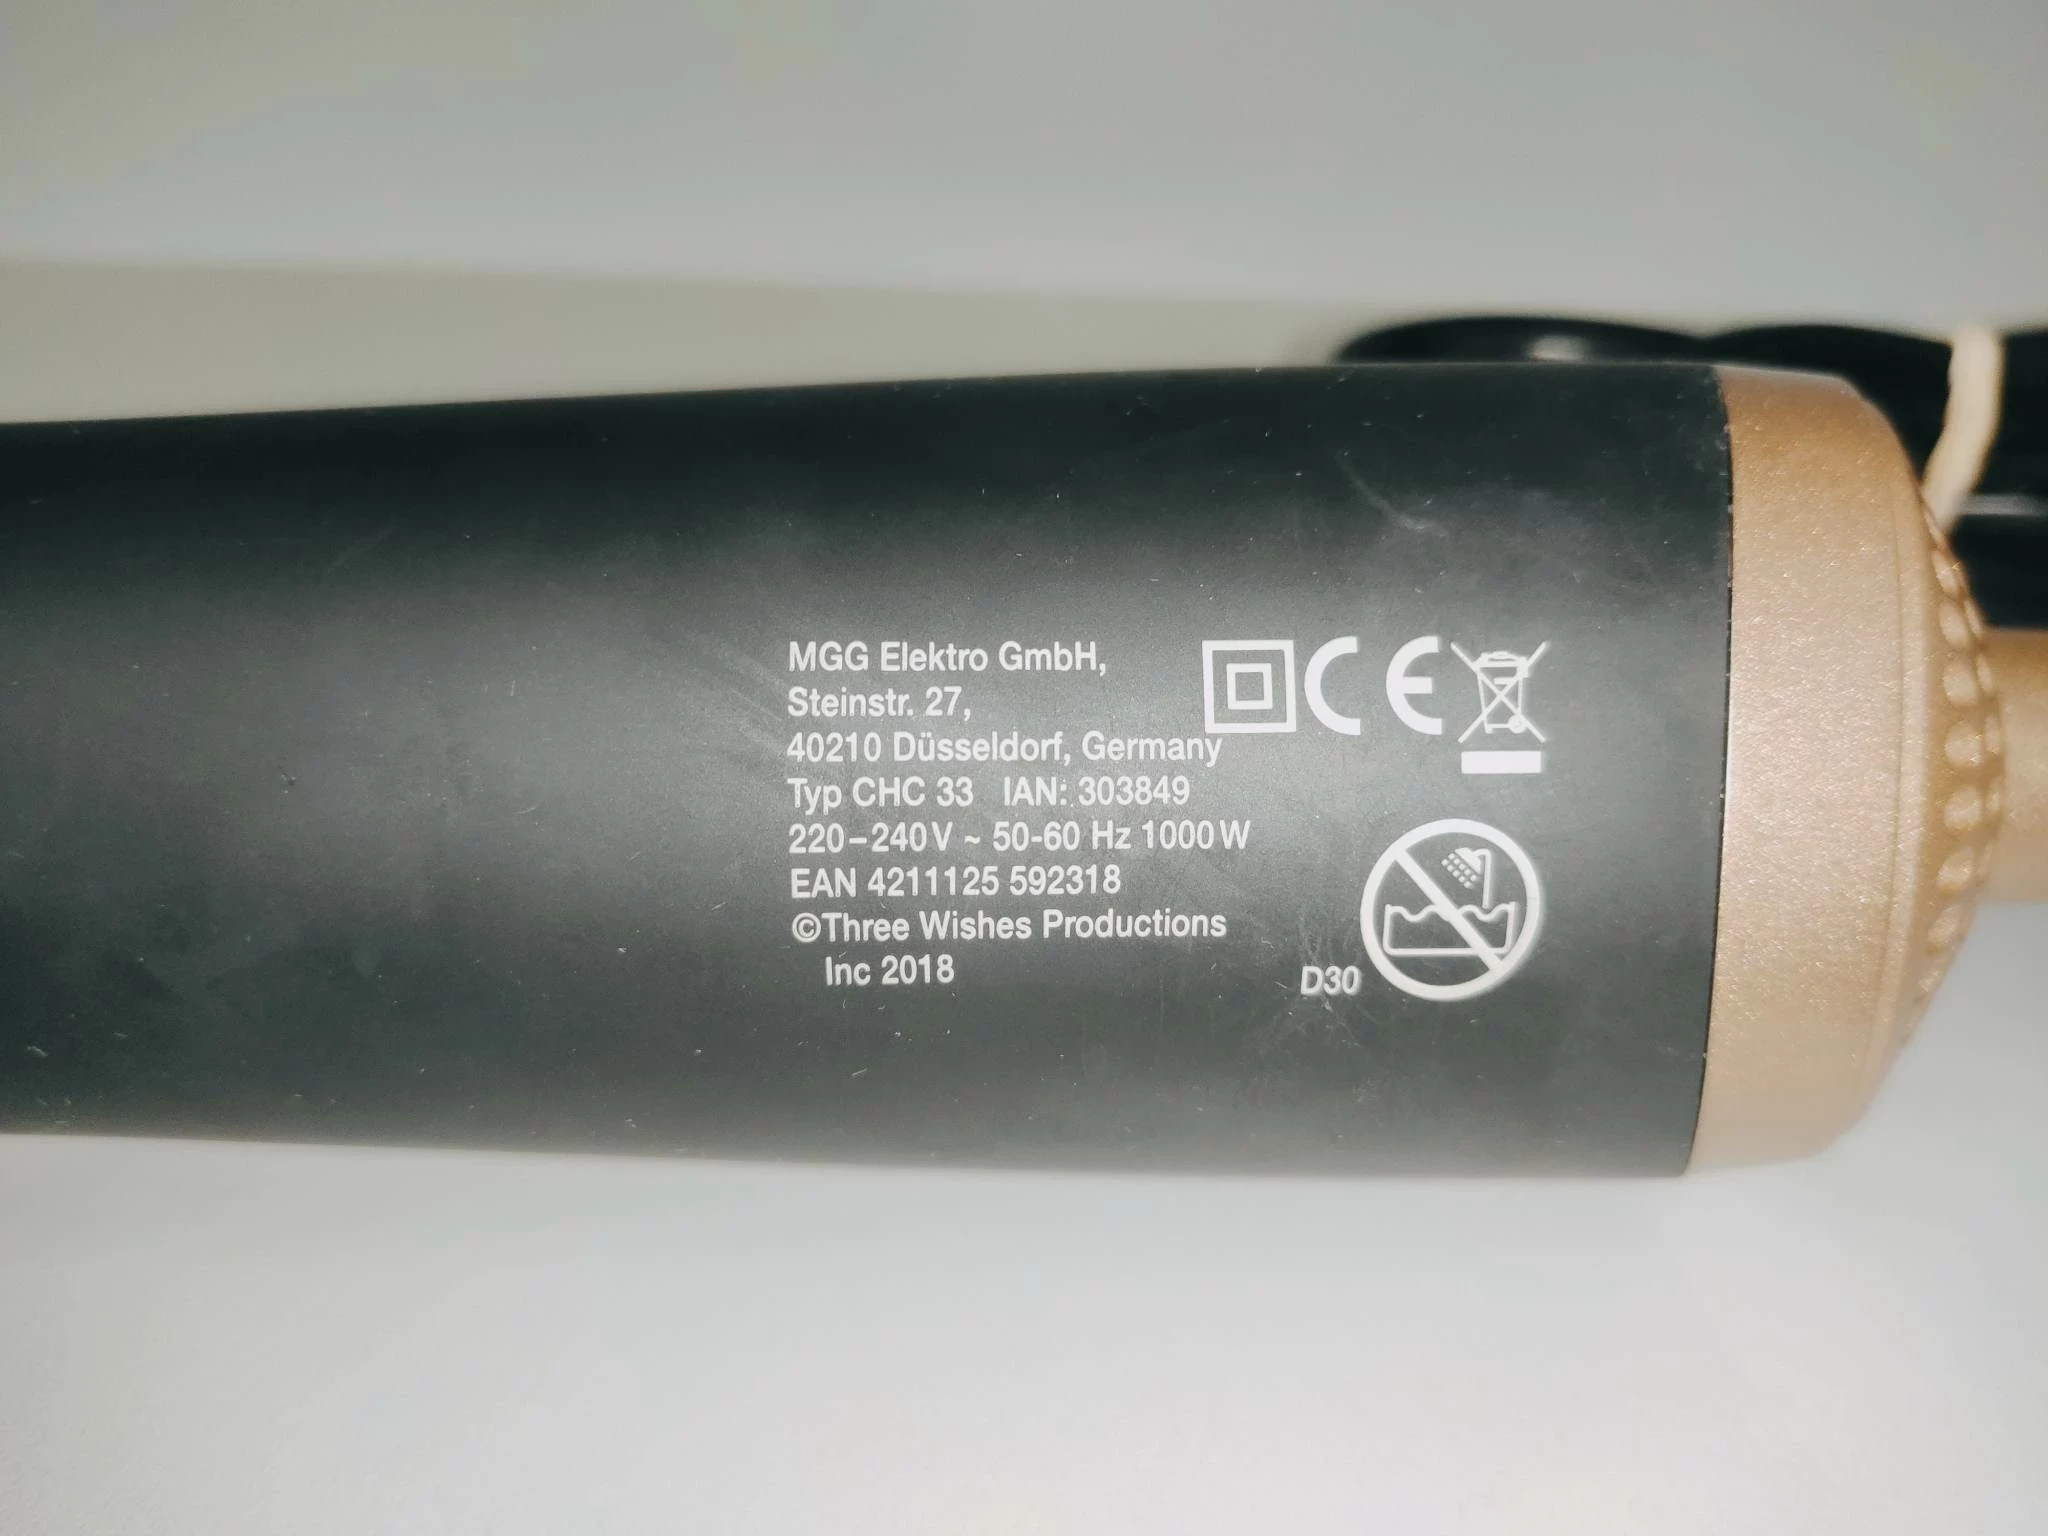 MGG Elektro GmbH,
Steinstr. 27,
40210 Düsseldorf, Germany
Typ CHC 33 IAN: 303849
220–240V ~ 50-60 Hz 1000W
EAN 4211125 592318
©Three Wishes Productions
Inc 2018
CE
D30